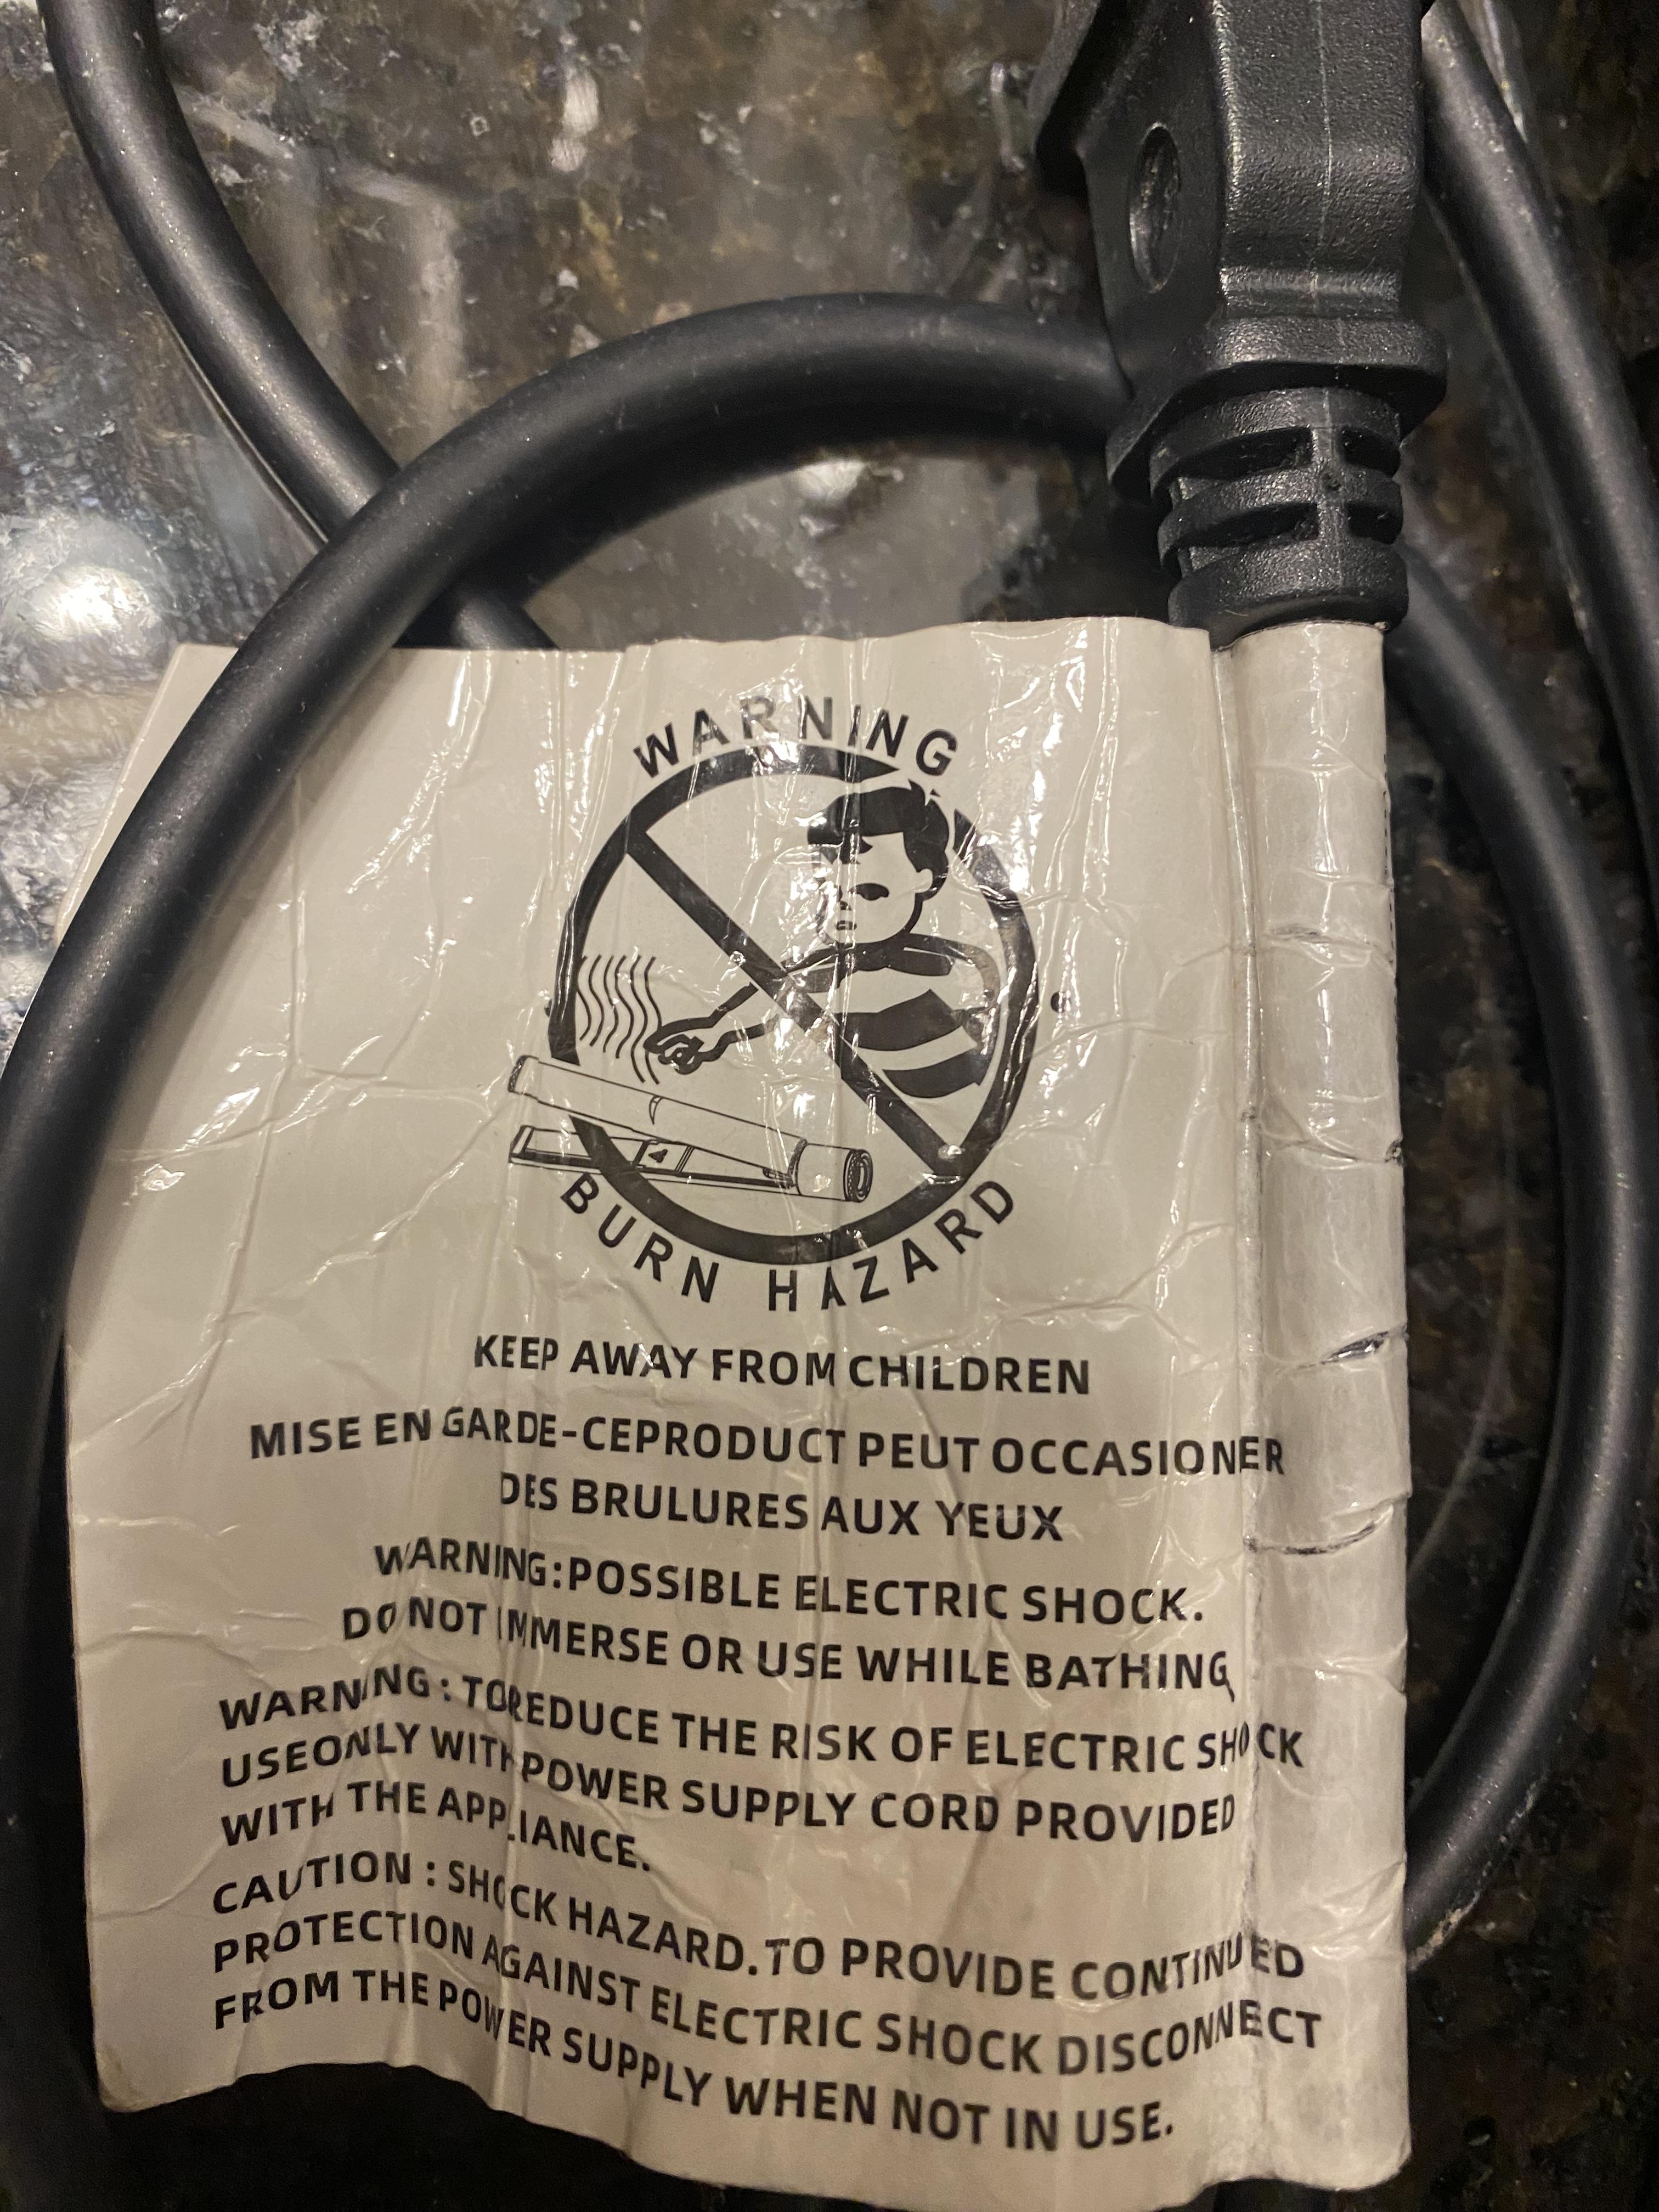 WARNING
BURN HAZARD
KEEP AWAY FROM CHILDREN
MISE EN GARDE-CEPRODUCT PEUT OCCASIONER
DES BRULURES AUX YEUX
WARNING:POSSIBLE ELECTRIC SHOCK.
DO NOT IMMERSE OR USE WHILE BATHING
WARNING : TOREDUCE THE RISK OF ELECTRIC SHOCK
USEONLY WITH POWER SUPPLY CORD PROVIDED
WITH THE APPLIANCE.
CAUTION : SHOCK HAZARD.TO PROVIDE CONTINUED
PROTECTION AGAINST ELECTRIC SHOCK DISCONNECT
FROM THE POWER SUPPLY WHEN NOT IN USE.